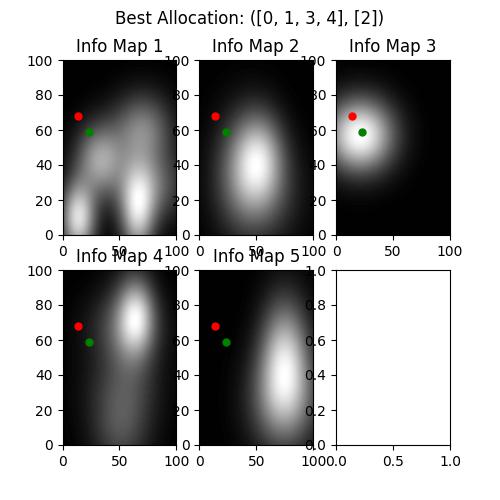 Best Allocation: ([0, 1, 3, 4], [2])
Info Map 1 Info Map 2 Info Map 3
100 100 100
80 80 80
60 60 60
40 40 40
20 20 20
0 0 0
0 50 100 0 50 100 0 50 100
Info Map 4 Info Map 5
100 100 1.0
80 80 0.8
60 60 0.6
40 40 0.4
20 20 0.2
0 0 0.0
0 50 100 0 50 100 0.0 0.5 1.0